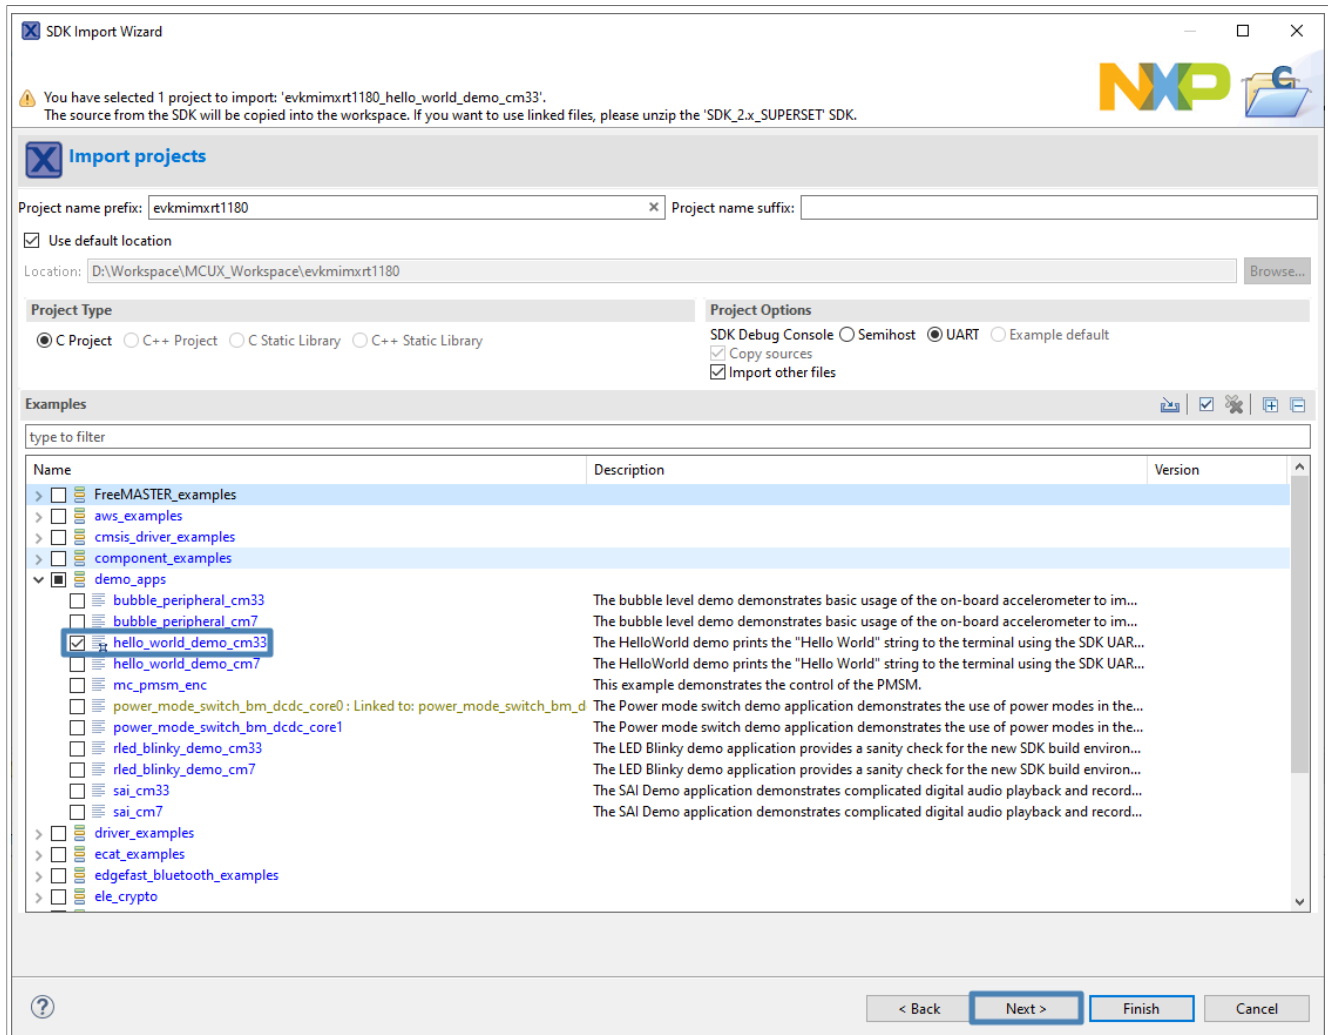 SDK Import Wizard
NXP
You have selected 1 project to import: 'evkmimxrt1180_hello_world_demo_cm33'.
The source from the SDK will be copied into the workspace. If you want to use linked files, please unzip the 'SDK_2.x_SUPERSET' SDK.
Import projects
Project name prefix: evkmimxrt1180 Project name suffix:
Use default location
Location: D:\Workspace\MCUX_Workspace\evkmimxrt1180 Browse...
Project Type Project Options
C Project C++ Project C Static Library C++ Static Library
SDK Debug Console Semihost UART Example default
Copy sources
Import other files
Examples
type to filter
Name Description Version
FreeMASTER_examples
aws_examples
cmsis_driver_examples
component_examples
demo_apps
bubble_peripheral_cm33 The bubble level demo demonstrates basic usage of the on-board accelerometer to im...
bubble_peripheral_cm7 The bubble level demo demonstrates basic usage of the on-board accelerometer to im...
hello_world_demo_cm33 The HelloWorld demo prints the "Hello World" string to the terminal using the SDK UAR...
hello_world_demo_cm7 The HelloWorld demo prints the "Hello World" string to the terminal using the SDK UAR...
mc_pmsm_enc This example demonstrates the control of the PMSM.
power_mode_switch_bm_dcdc_core0 : Linked to: power_mode_switch_bm_d The Power mode switch demo application demonstrates the use of power modes in the...
power_mode_switch_bm_dcdc_core1 The Power mode switch demo application demonstrates the use of power modes in the...
rled_blinky_demo_cm33 The LED Blinky demo application provides a sanity check for the new SDK build environ...
rled_blinky_demo_cm7 The LED Blinky demo application provides a sanity check for the new SDK build environ...
sai_cm33 The SAI Demo application demonstrates complicated digital audio playback and record...
sai_cm7 The SAI Demo application demonstrates complicated digital audio playback and record...
driver_examples
ecat_examples
edgefast_bluetooth_examples
ele_crypto
< Back Next > Finish Cancel